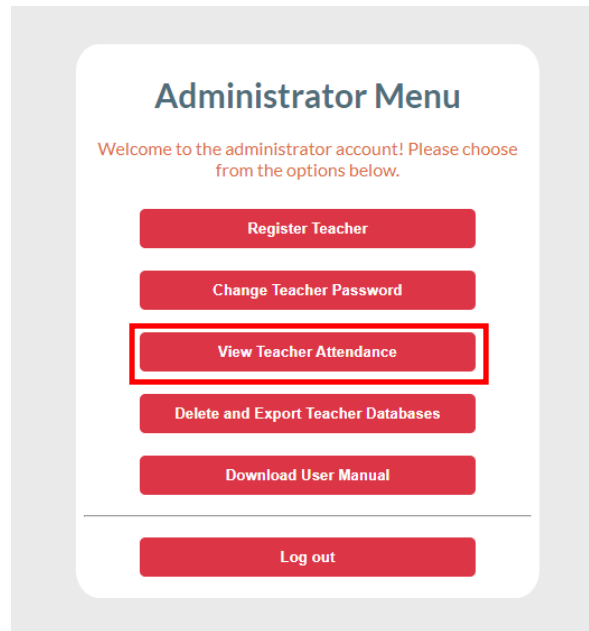 Administrator Menu
Welcome to the administrator account! Please choose
from the options below.
Register Teacher
Change Teacher Password
View Teacher Attendance
Delete and Export Teacher Databases
Download User Manual
Log out